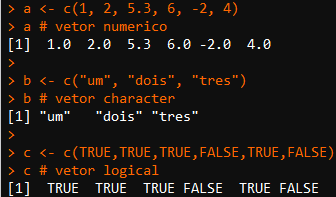 > a <- c(1, 2, 5.3, 6, -2, 4)
> a # vetor numerico
[1]  1.0  2.0  5.3  6.0 -2.0  4.0
>
> b <- c("um", "dois", "tres")
> b # vetor character
[1] "um"   "dois" "tres"
>
> c <- c(TRUE,TRUE,TRUE,FALSE,TRUE,FALSE)
> c # vetor logical
[1]  TRUE  TRUE  TRUE FALSE  TRUE FALSE